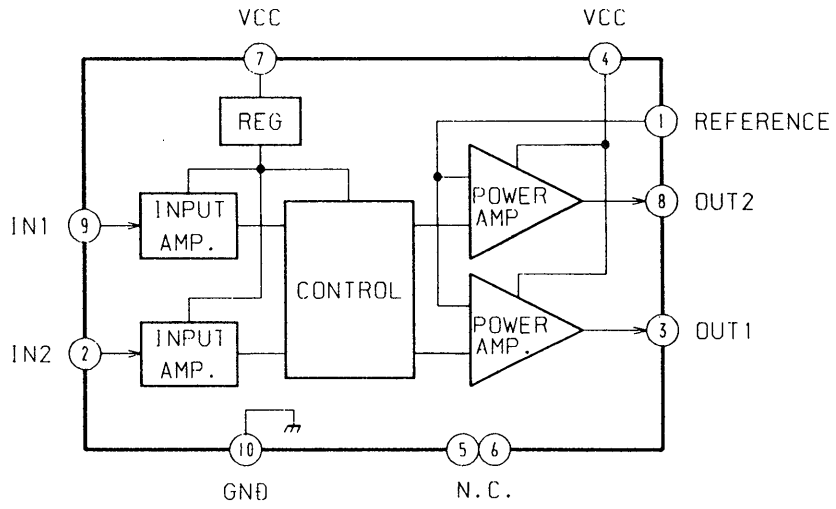 VCC VCC
7 4
REG
1 REFERENCE
IN1 9 INPUT AMP.
POWER AMP
8 OUT2
CONTROL
IN2 2 INPUT AMP.
POWER AMP.
3 OUT1
10 5 6
GND N.C.